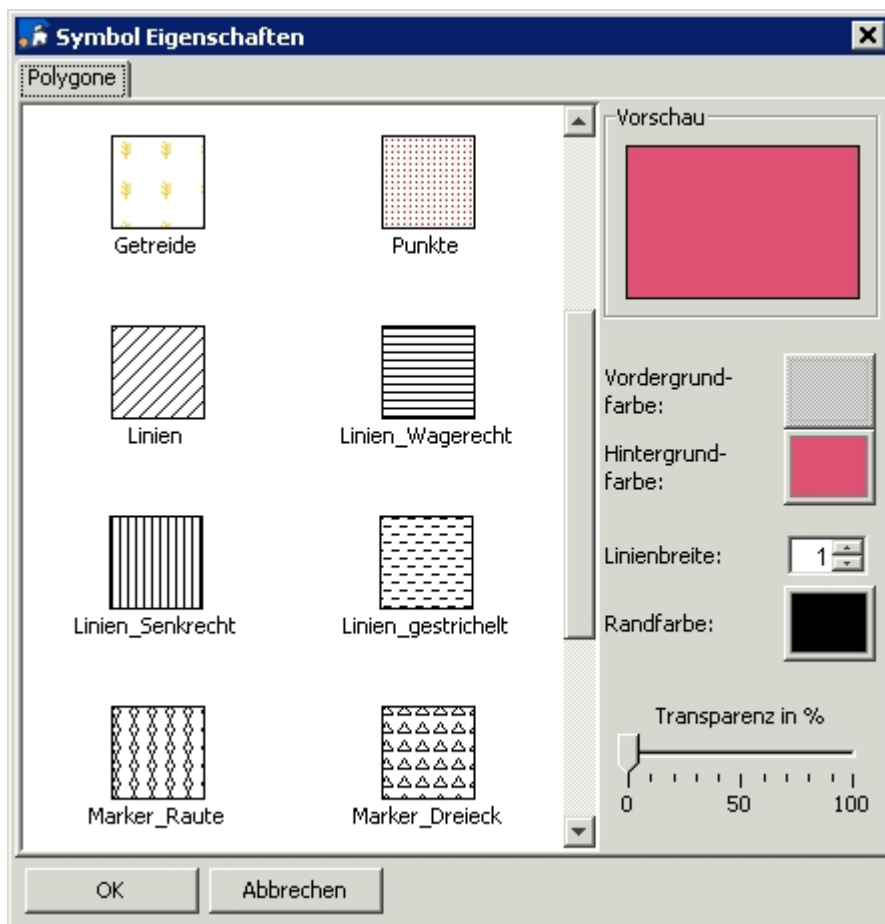 Symbol Eigenschaften
Polygone
Getreide
Punkte
Linien
Linien_Wagerecht
Linien_Senkrecht
Linien_gestrichelt
Marker_Raute
Marker_Dreieck
Vorschau
Vordergrund-
farbe:
Hintergrund-
farbe:
Linienbreite:
1
Randfarbe:
Transparenz in %
0 50 100
OK
Abbrechen